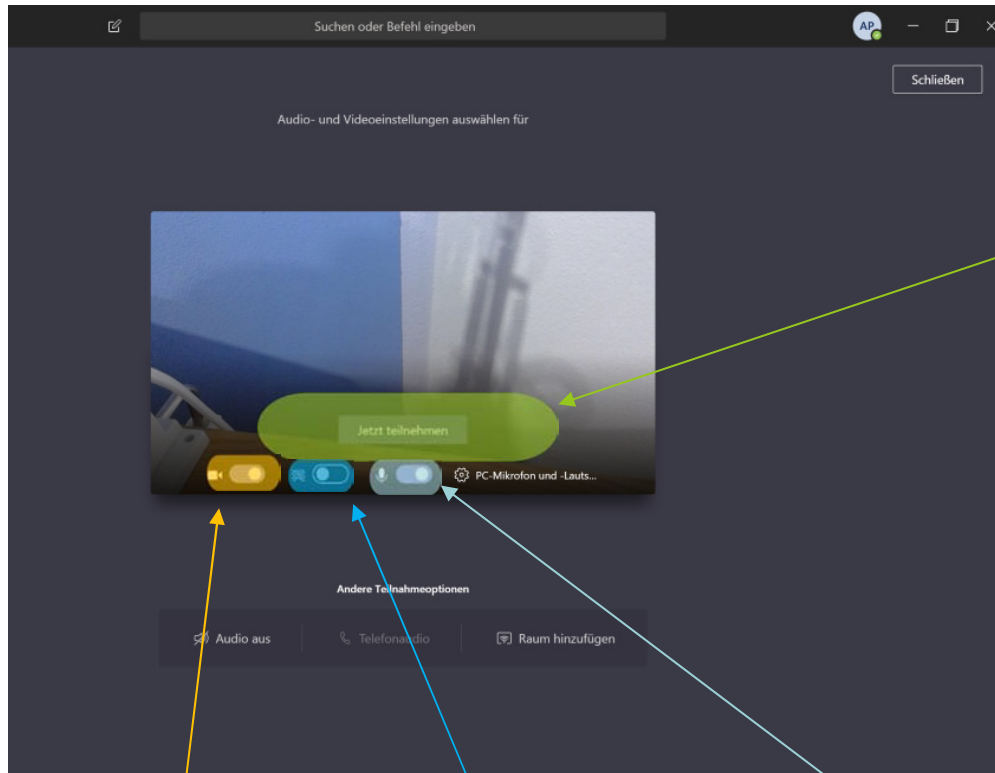 Suchen oder Befehl eingeben
AP
Schließen
Audio- und Videoeinstellungen auswählen für
Jetzt teilnehmen
PC-Mikrofon und -Lauts...
Andere Teilnahmeoptionen
Audio aus
Telefonaudio
Raum hinzufügen